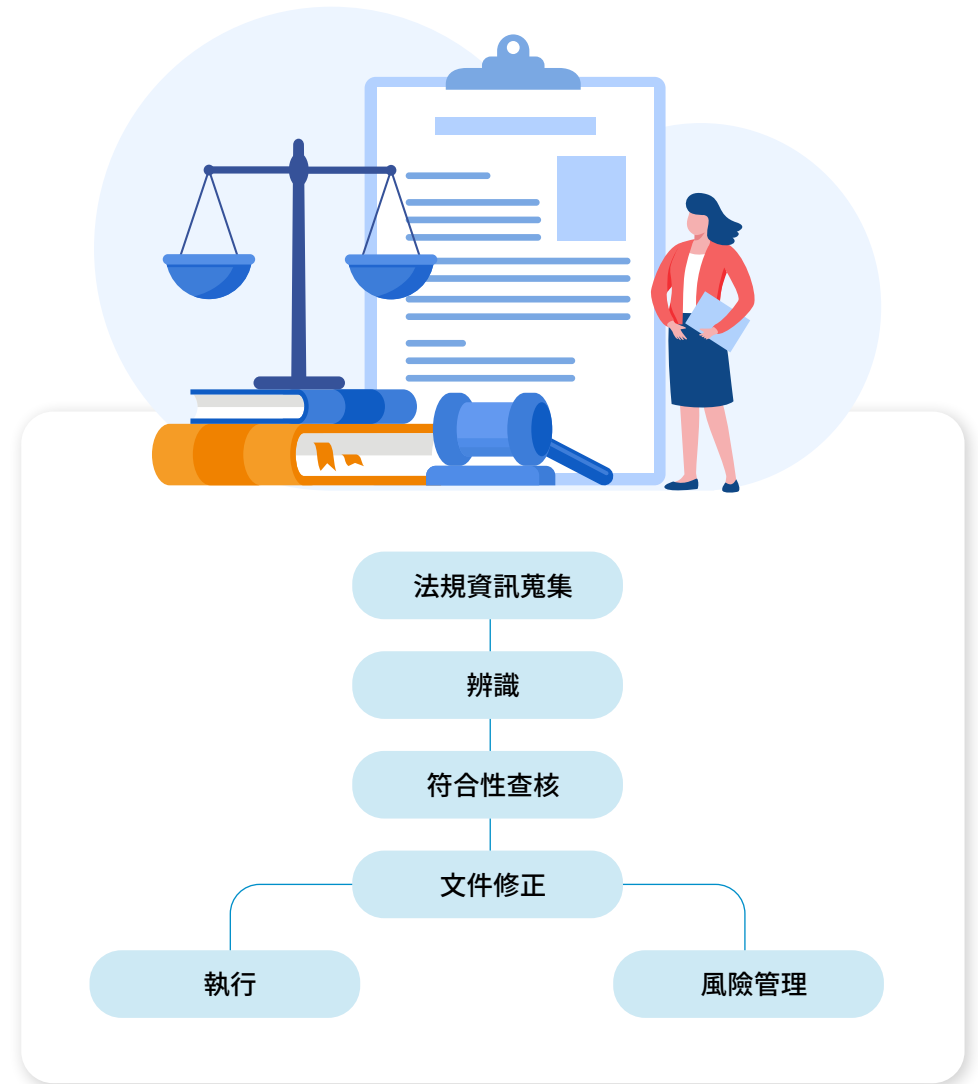 法規資訊蒐集
辨識
符合性查核
文件修正
執行
風險管理